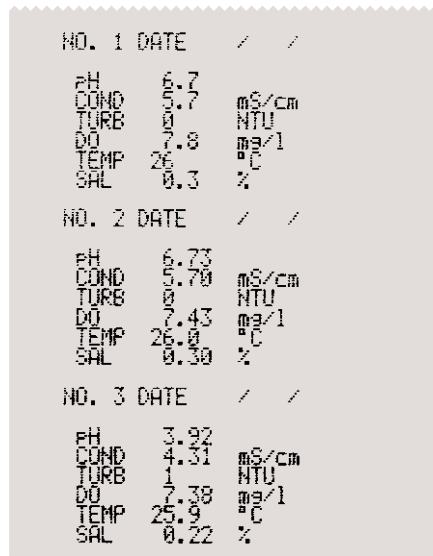 NO. 1 DATE / /
pH 6.7
COND 5.7 mS/cm
TURB 0 NTU
DO 7.8 mg/l
TEMP 26 °C
SAL 0.3 %
NO. 2 DATE / /
pH 6.73
COND 5.70 mS/cm
TURB 0 NTU
DO 7.43 mg/l
TEMP 26.0 °C
SAL 0.30 %
NO. 3 DATE / /
pH 3.92
COND 4.31 mS/cm
TURB 1 NTU
DO 7.38 mg/l
TEMP 25.9 °C
SAL 0.22 %